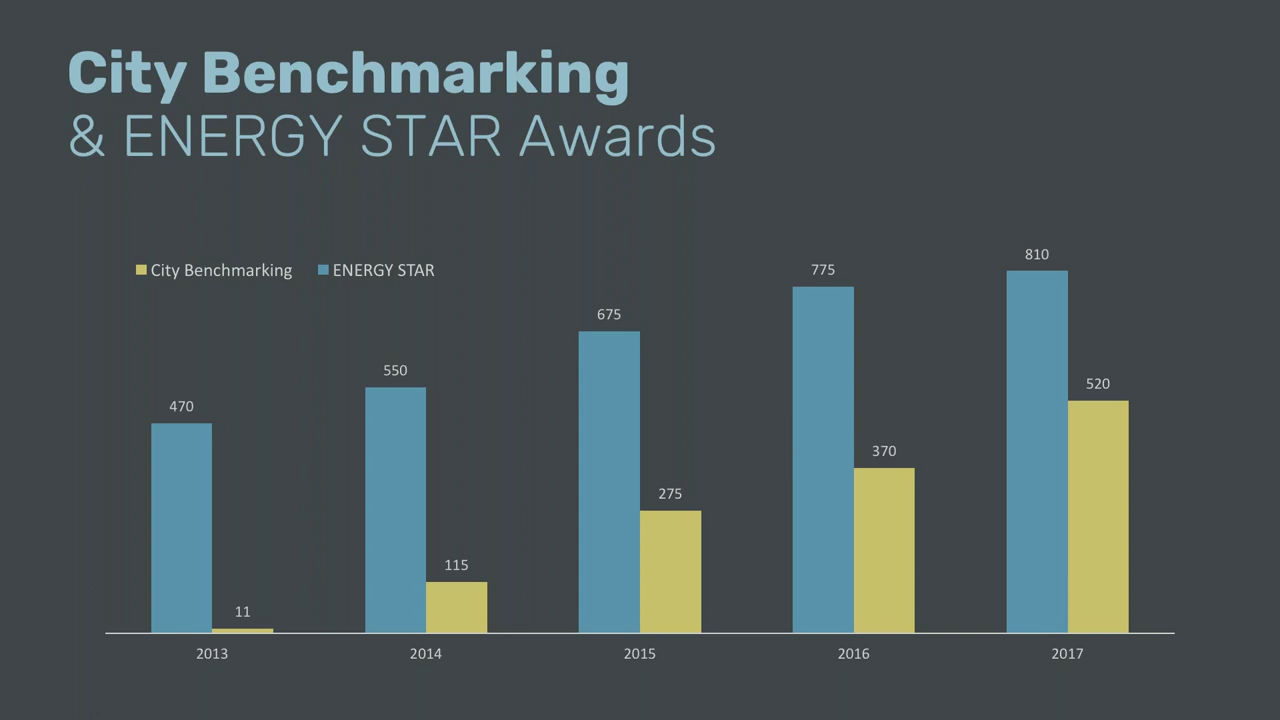 City Benchmarking
& ENERGY STAR Awards
City Benchmarking ENERGY STAR
810
775
675
550
520
470
370
275
115
11
2013 2014 2015 2016 2017